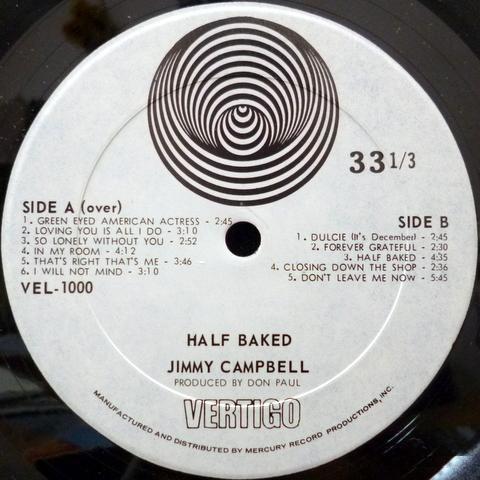 33 1/3
SIDE A (over)
1. GREEN EYED AMERICAN ACTRESS - 2:45
2. LOVING YOU IS ALL I DO - 3:10
3. SO LONELY WITHOUT YOU - 2:52
4. IN MY ROOM - 4:12
5. THAT'S RIGHT THAT'S ME - 3:46
6. I WILL NOT MIND - 3:10
VEL-1000
SIDE B
1. DULCIE (It's December) - 2:45
2. FOREVER GRATEFUL - 2:30
3. HALF BAKED - 4:35
4. CLOSING DOWN THE SHOP - 2:36
5. DON'T LEAVE ME NOW - 5:45
HALF BAKED
JIMMY CAMPBELL
PRODUCED BY DON PAUL
VERTIGO
MANUFACTURED AND DISTRIBUTED BY MERCURY RECORD PRODUCTIONS, INC.